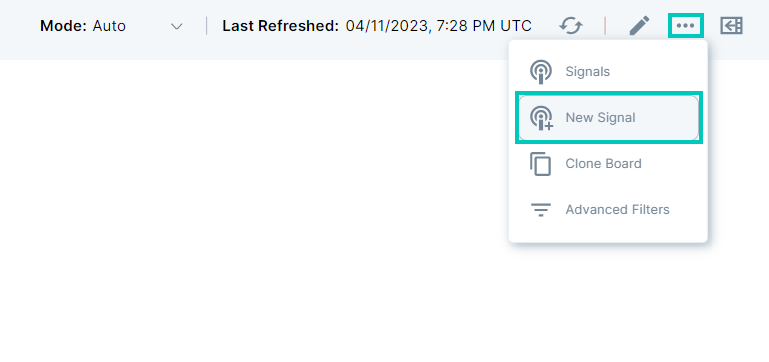 Mode: Auto Last Refreshed: 04/11/2023, 7:28 PM UTC
Signals
New Signal
Clone Board
Advanced Filters